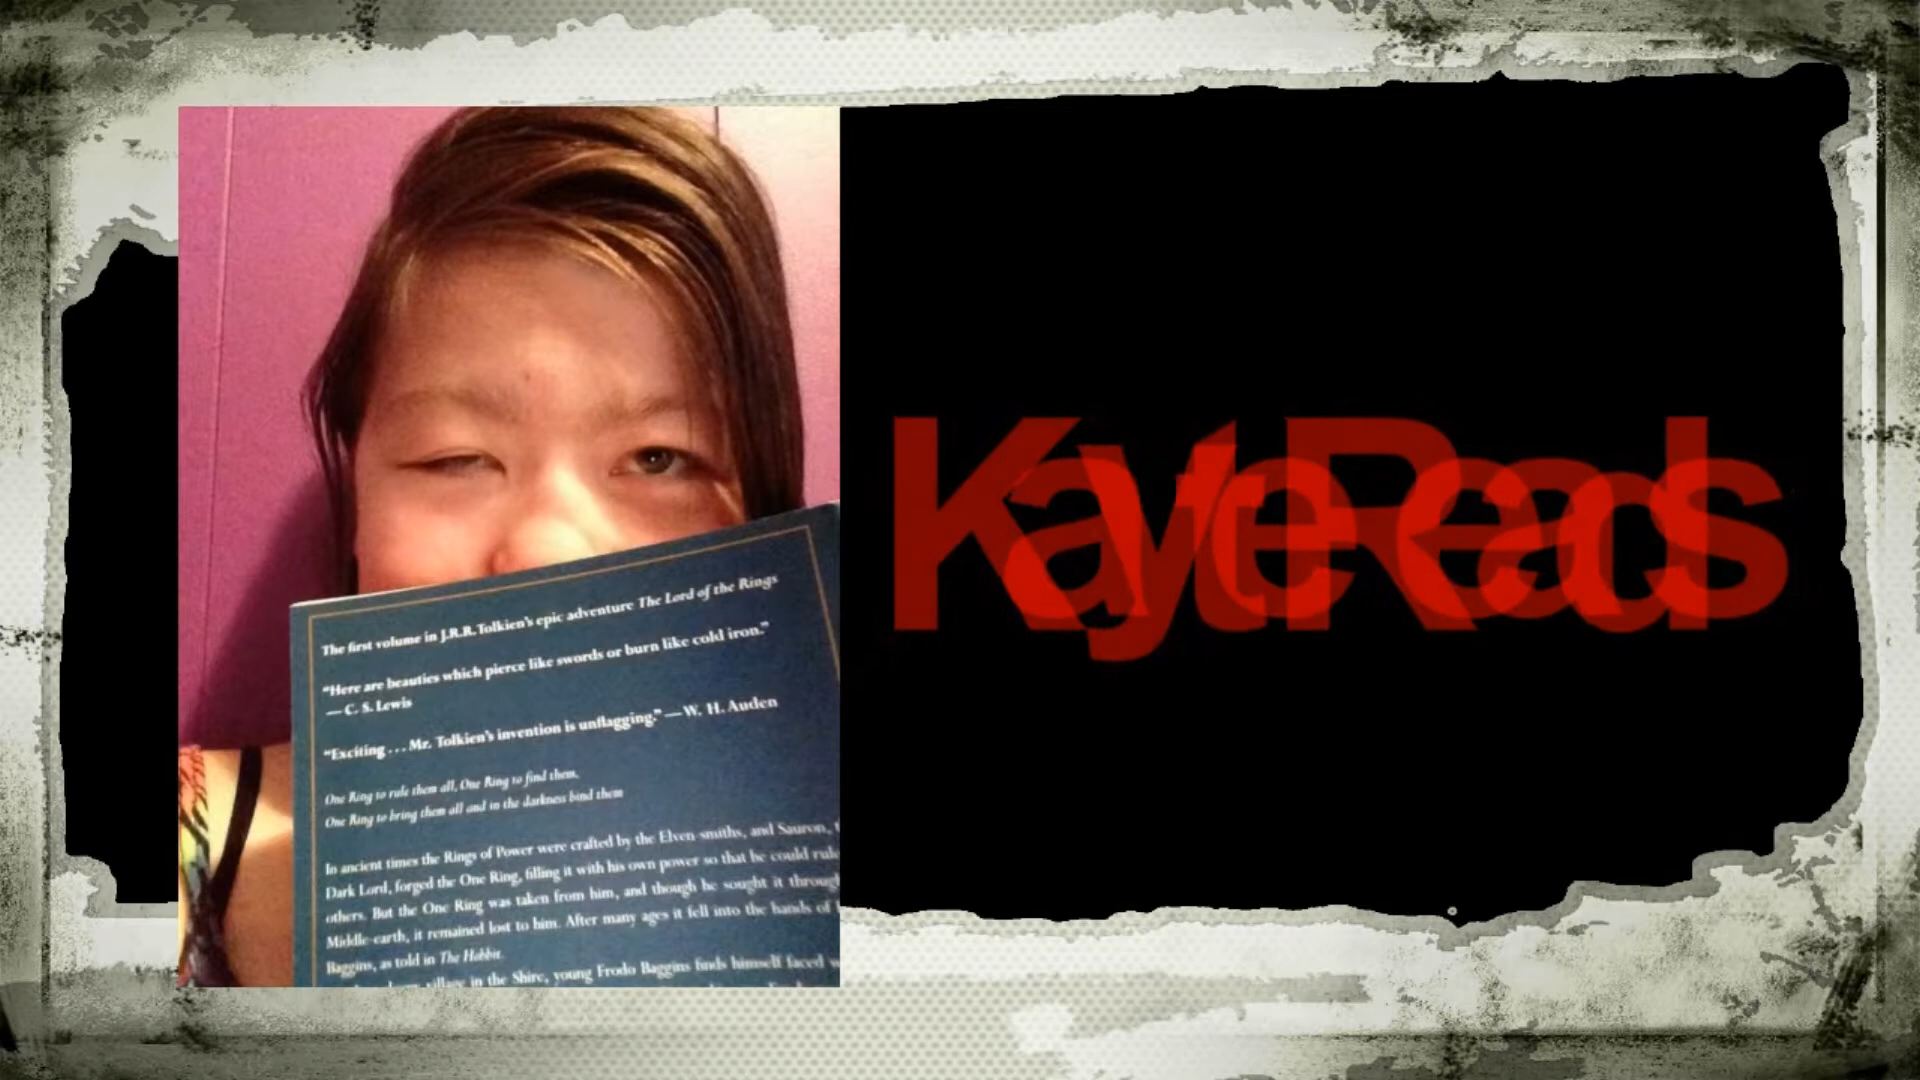 The first volume in J.R.R. Tolkien's epic adventure The Lord of the Rings
“Here are beauties which pierce like swords or burn like cold iron.”
— C. S. Lewis
“Exciting . . . Mr. Tolkien's invention is unflagging.” — W. H. Auden
One Ring to rule them all, One Ring to find them,
One Ring to bring them all and in the darkness bind them
In ancient times the Rings of Power were crafted by the Elven-smiths, and Sauron,
Dark Lord, forged the One Ring, filling it with his own power so that he could rule
others. But the One Ring was taken from him, and though he sought it through
Middle-earth, it remained lost to him. After many ages it fell into the hands of
Baggins, as told in The Hobbit.
village in the Shire, young Frodo Baggins finds himself faced
KayteReads